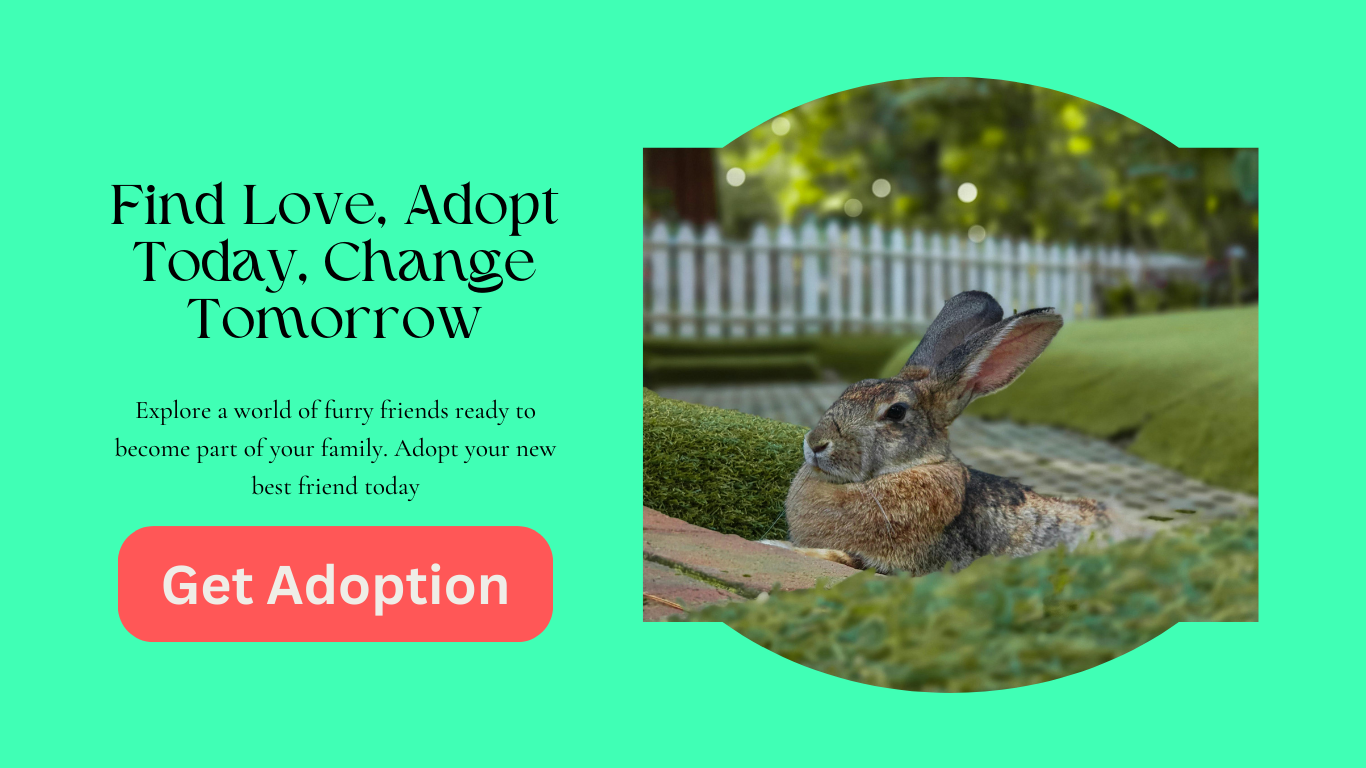 Find Love, Adopt
Today, Change
Tomorrow
Explore a world of furry friends ready to
become part of your family. Adopt your new
best friend today
Get Adoption